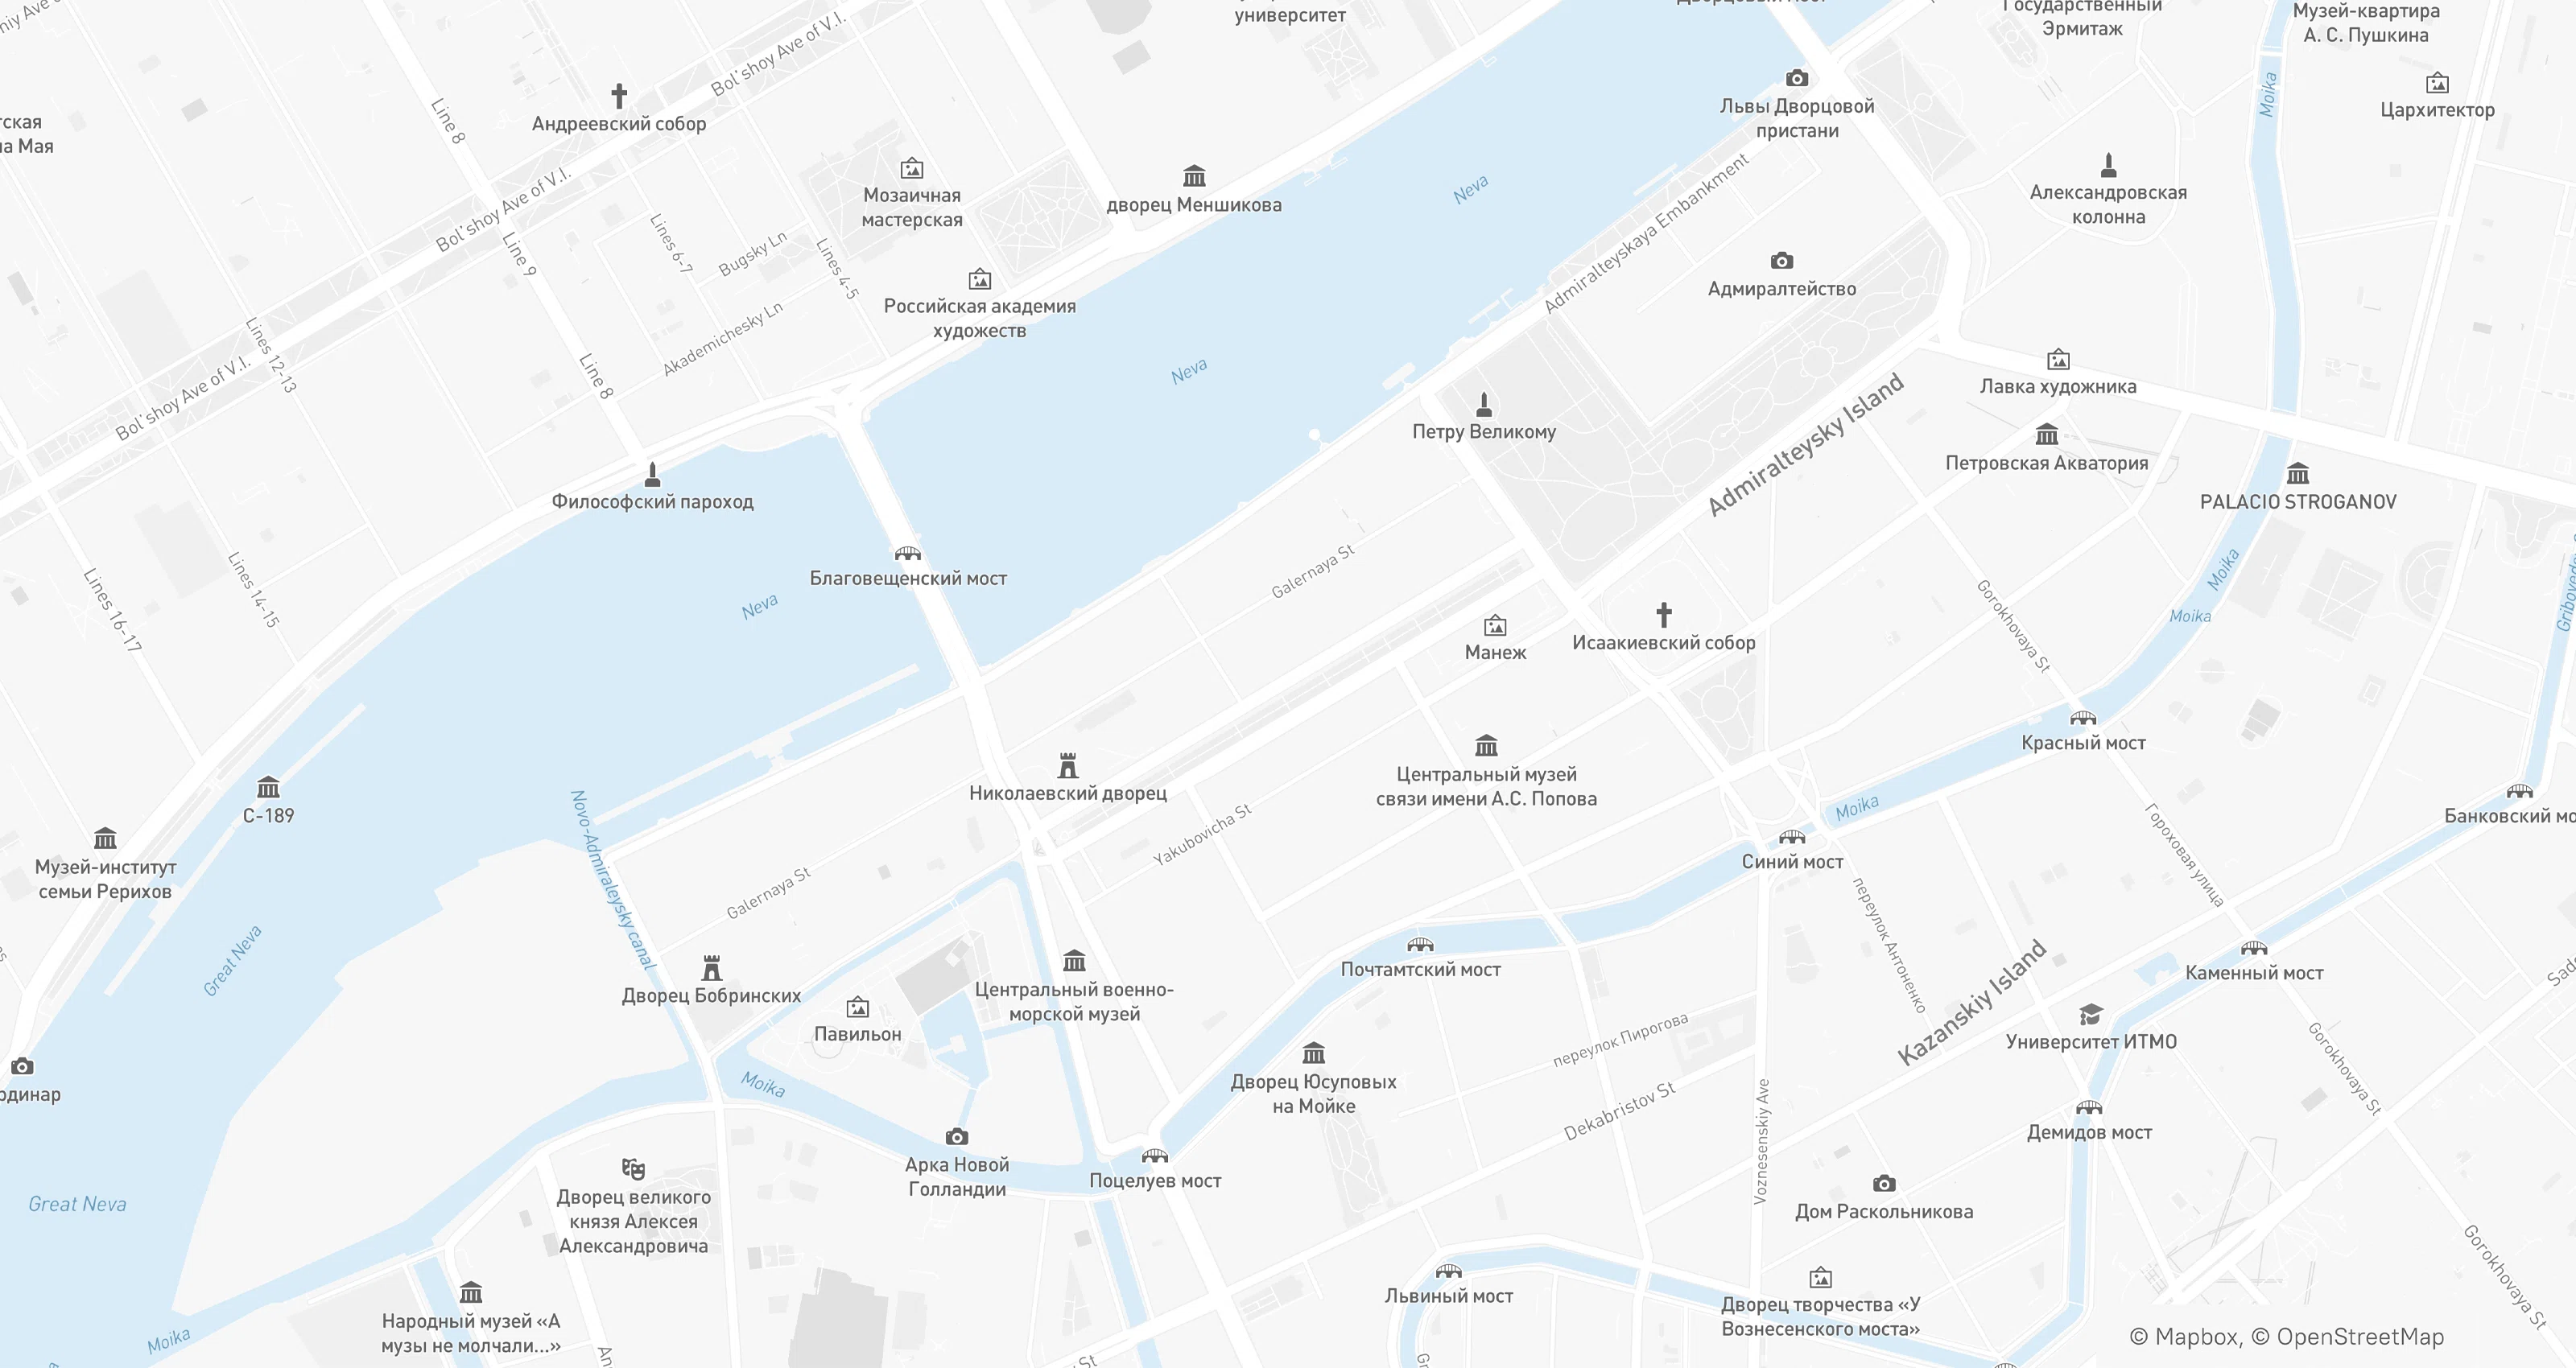 университет
Государственный
Эрмитаж
Музей-квартира
А. С. Пушкина
Bol'shoy Ave of V.I.
Line 8
Андреевский собор
Львы Дворцовой
пристани
Moika
Цархитектор
на Мая
Мозаичная
мастерская
дворец Меншикова
Neva
Admiralteyskaya Embankment
Александровская
колонна
Bol'shoy Ave of V.I.
Line 9
Lines 6-7
Bugsky Ln
Lines 4-5
Российская академия
художеств
Адмиралтейство
Akademichesky Ln
Lines 12-13
Line 8
Neva
Лавка художника
Bol'shoy Ave of V.I.
Петру Великому
Admiralteysky Island
Петровская Акватория
Философский пароход
PALACIO STROGANOV
Благовещенский мост
Galernaya St
Gorokhovaya St
Moika
Moika
Lines 16-17
Lines 14-15
Neva
Манеж
Исаакиевский собор
Красный мост
Центральный музей
связи имени А.С. Попова
Николаевский дворец
С-189
Novo-Admiraleysky canal
Yakubovicha St
Moika
Синий мост
Гороховая улица
Музей-институт
семьи Рерихов
Galernaya St
переулок Антоненко
Great Neva
Почтамтский мост
Каменный мост
Дворец Бобринских
Центральный военно-
морской музей
Павильон
Kazanskiy Island
Университет ИТМО
переулок Пирогова
Gorokhovaya St
Moika
Дворец Юсуповых
на Мойке
Dekabristov St
Voznesenskiy Ave
Демидов мост
Арка Новой
Голландии
Поцелуев мост
Great Neva
Дворец великого
князя Алексея
Александровича
Дом Раскольникова
Gorokhovaya St
Львиный мост
Народный музей «А
музы не молчали...»
Дворец творчества «У
Вознесенского моста»
Moika
© Mapbox, © OpenStreetMap